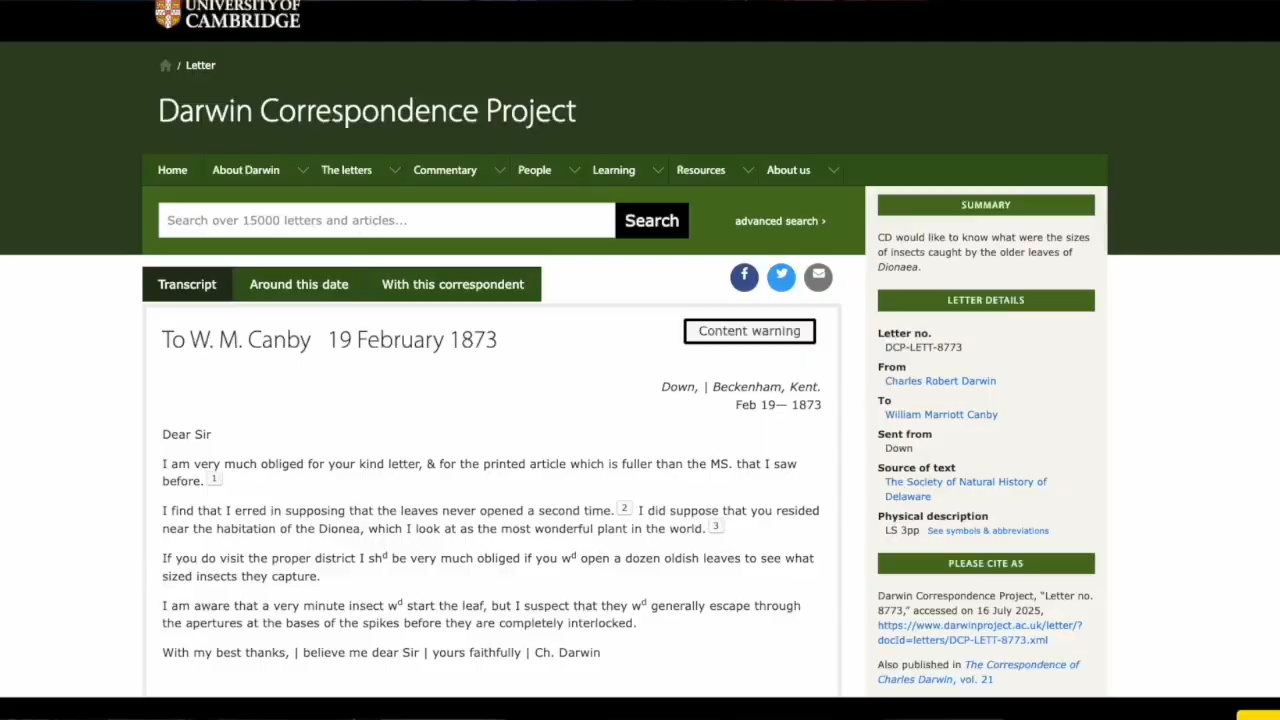 UNIVERSITY OF
CAMBRIDGE
/ Letter
Darwin Correspondence Project
Home About Darwin The letters Commentary People Learning Resources About us
Search over 15000 letters and articles... Search advanced search ›
Transcript Around this date With this correspondent
To W. M. Canby 19 February 1873
Content warning
Down, | Beckenham, Kent.
Feb 19— 1873
Dear Sir
I am very much obliged for your kind letter, & for the printed article which is fuller than the MS. that I saw
before. 1
I find that I erred in supposing that the leaves never opened a second time. 2 I did suppose that you resided
near the habitation of the Dionea, which I look at as the most wonderful plant in the world. 3
If you do visit the proper district I shᵈ be very much obliged if you wᵈ open a dozen oldish leaves to see what
sized insects they capture.
I am aware that a very minute insect wᵈ start the leaf, but I suspect that they wᵈ generally escape through
the apertures at the bases of the spikes before they are completely interlocked.
With my best thanks, | believe me dear Sir | yours faithfully | Ch. Darwin
SUMMARY
CD would like to know what were the sizes
of insects caught by the older leaves of
Dionaea.
LETTER DETAILS
Letter no.
DCP-LETT-8773
From
Charles Robert Darwin
To
William Marriott Canby
Sent from
Down
Source of text
The Society of Natural History of
Delaware
Physical description
LS 3pp See symbols & abbreviations
PLEASE CITE AS
Darwin Correspondence Project, “Letter no.
8773,” accessed on 16 July 2025,
https://www.darwinproject.ac.uk/letter/?
docId=letters/DCP-LETT-8773.xml
Also published in The Correspondence of
Charles Darwin, vol. 21